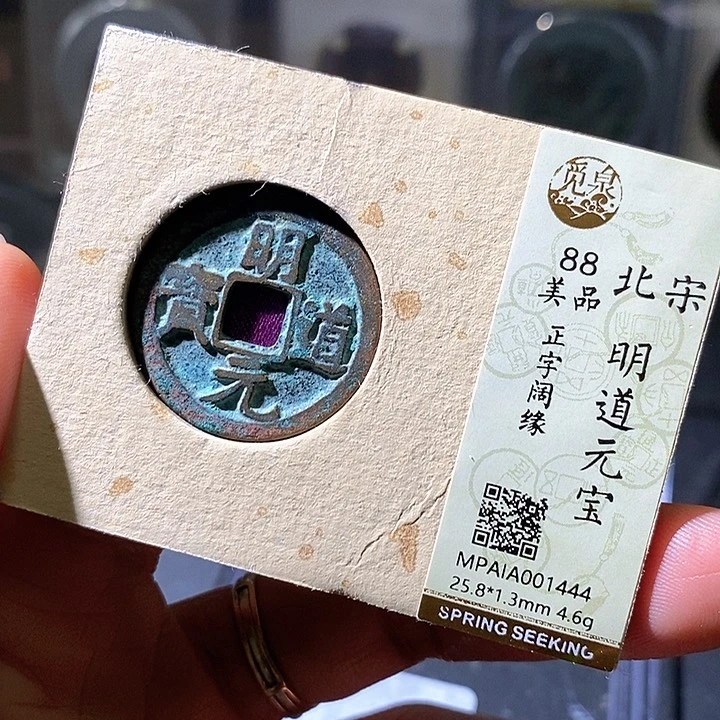 明
道
元
寳
觅泉
北宋
明道元宝
88
美品
正字阔缘
MPAIA001444
25.8*1.3mm 4.6g
SPRING SEEKING